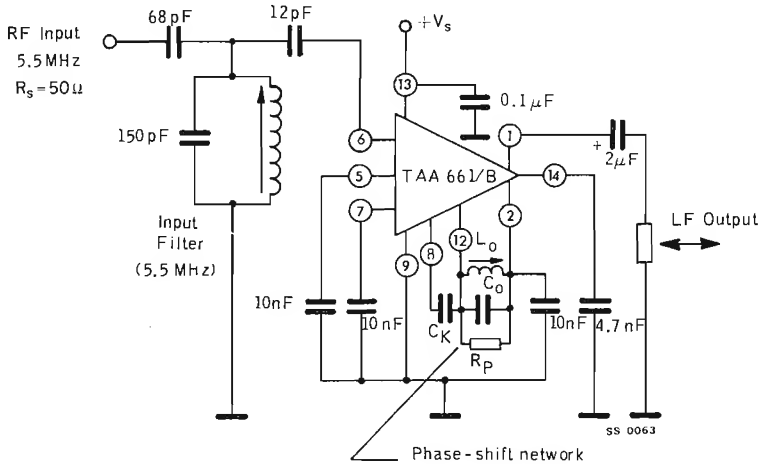 68pF
12pF
+Vs
RF Input
5.5MHz
Rs=50Ω
13
0.1µF
150pF
6
1
+
2µF
TAA 661/B
5
14
7
2
LF Output
Input
Filter
(5.5 MHz)
Lo
12
8
9
Co
10nF
10nF
CK
10nF
4.7nF
RP
SS 0063
Phase-shift network